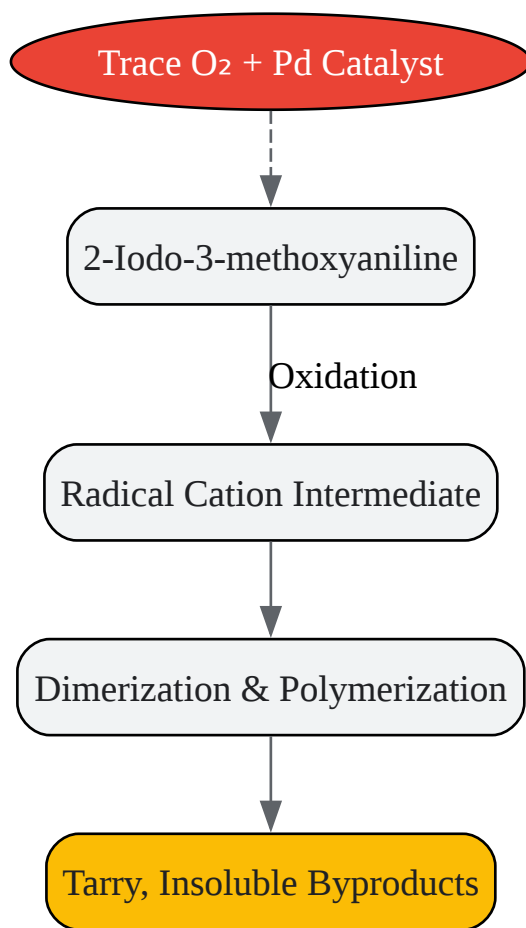 Trace O₂ + Pd Catalyst
2-Iodo-3-methoxyaniline
Oxidation
Radical Cation Intermediate
Dimerization & Polymerization
Tarry, Insoluble Byproducts